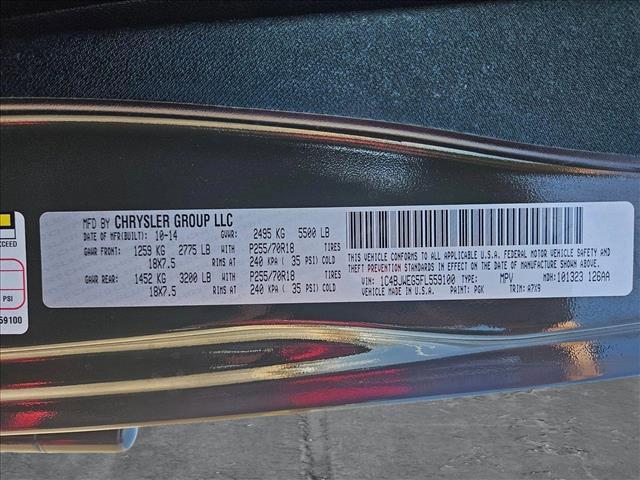 MFD BY CHRYSLER GROUP LLC
DATE OF MFR(BUILT): 10-14 GVWR: 2495 KG 5500 LB
GAWR FRONT: 1259 KG 2775 LB WITH P255/70R18 TIRES
18X7.5 RIMS AT 240 KPA ( 35 PSI) COLD
GAWR REAR: 1452 KG 3200 LB WITH P255/70R18 TIRES
18X7.5 RIMS AT 240 KPA ( 35 PSI) COLD
THIS VEHICLE CONFORMS TO ALL APPLICABLE U.S.A. FEDERAL MOTOR VEHICLE SAFETY
AND THEFT PREVENTION STANDARDS IN EFFECT ON THE DATE OF MANUFACTURE SHOWN ABOVE.
VIN: 1C4BJWEG5FL559100 TYPE: MPV MDH: 101323 126AA
VEHICLE MADE IN U.S.A. PAINT: PGK TRIM: A7X9
XCEED
PSI
59100